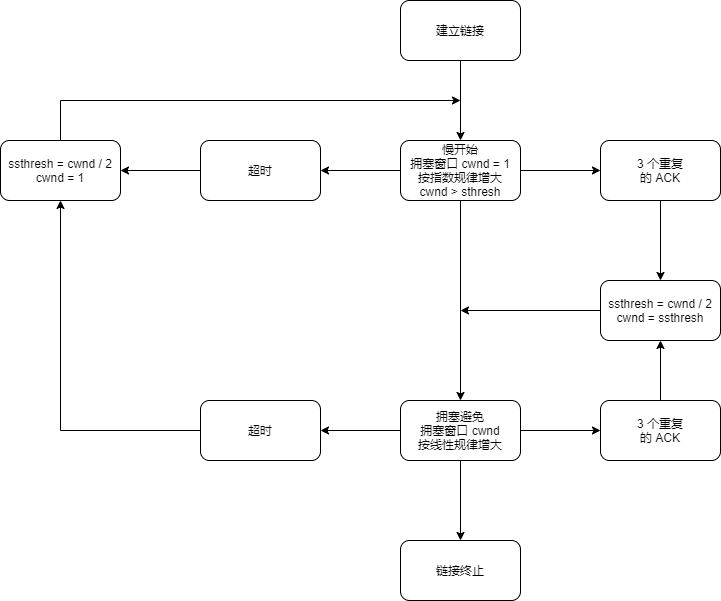 建立链接
ssthresh = cwnd / 2
cwnd = 1
超时
慢开始
拥塞窗口 cwnd = 1
按指数规律增大
cwnd > sthresh
3 个重复
的 ACK
ssthresh = cwnd / 2
cwnd = ssthresh
超时
拥塞避免
拥塞窗口 cwnd
按线性规律增大
3 个重复
的 ACK
链接终止